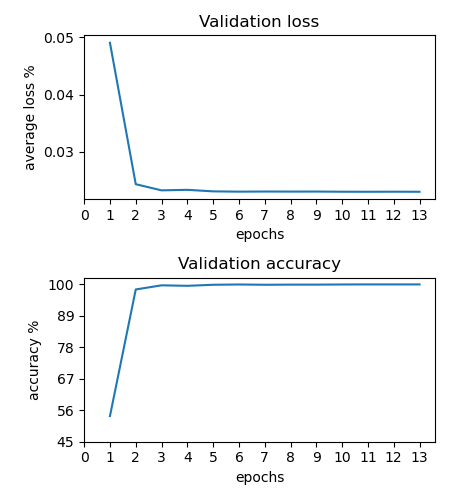 Validation loss
0.05
0.04
0.03
average loss %
0 1 2 3 4 5 6 7 8 9 10 11 12 13
epochs
Validation accuracy
100
89
78
67
56
45
accuracy %
0 1 2 3 4 5 6 7 8 9 10 11 12 13
epochs